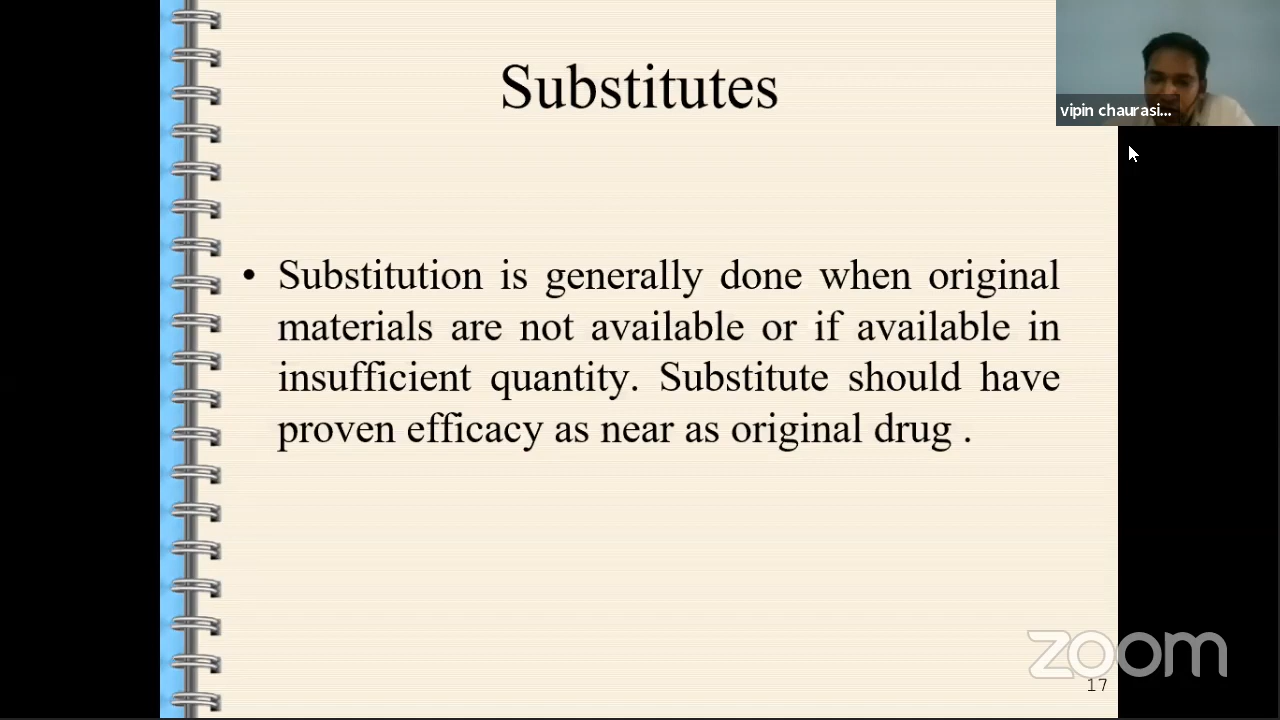 Substitutes
vipin chaurasi...
• Substitution is generally done when original
materials are not available or if available in
insufficient quantity. Substitute should have
proven efficacy as near as original drug .
zoom
17